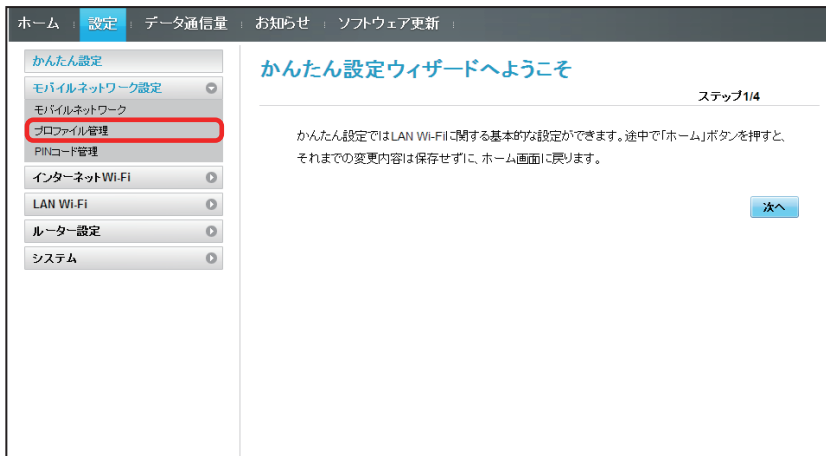 ホーム 設定 データ通信量 お知らせ ソフトウェア更新
かんたん設定
モバイルネットワーク設定
モバイルネットワーク
プロファイル管理
PINコード管理
インターネットWi-Fi
LAN Wi-Fi
ルーター設定
システム
かんたん設定ウィザードへようこそ
ステップ1/4
かんたん設定ではLAN Wi-Fiに関する基本的な設定ができます。途中で「ホーム」ボタンを押すと、
それまでの変更内容は保存せずに、ホーム画面に戻ります。
次へ